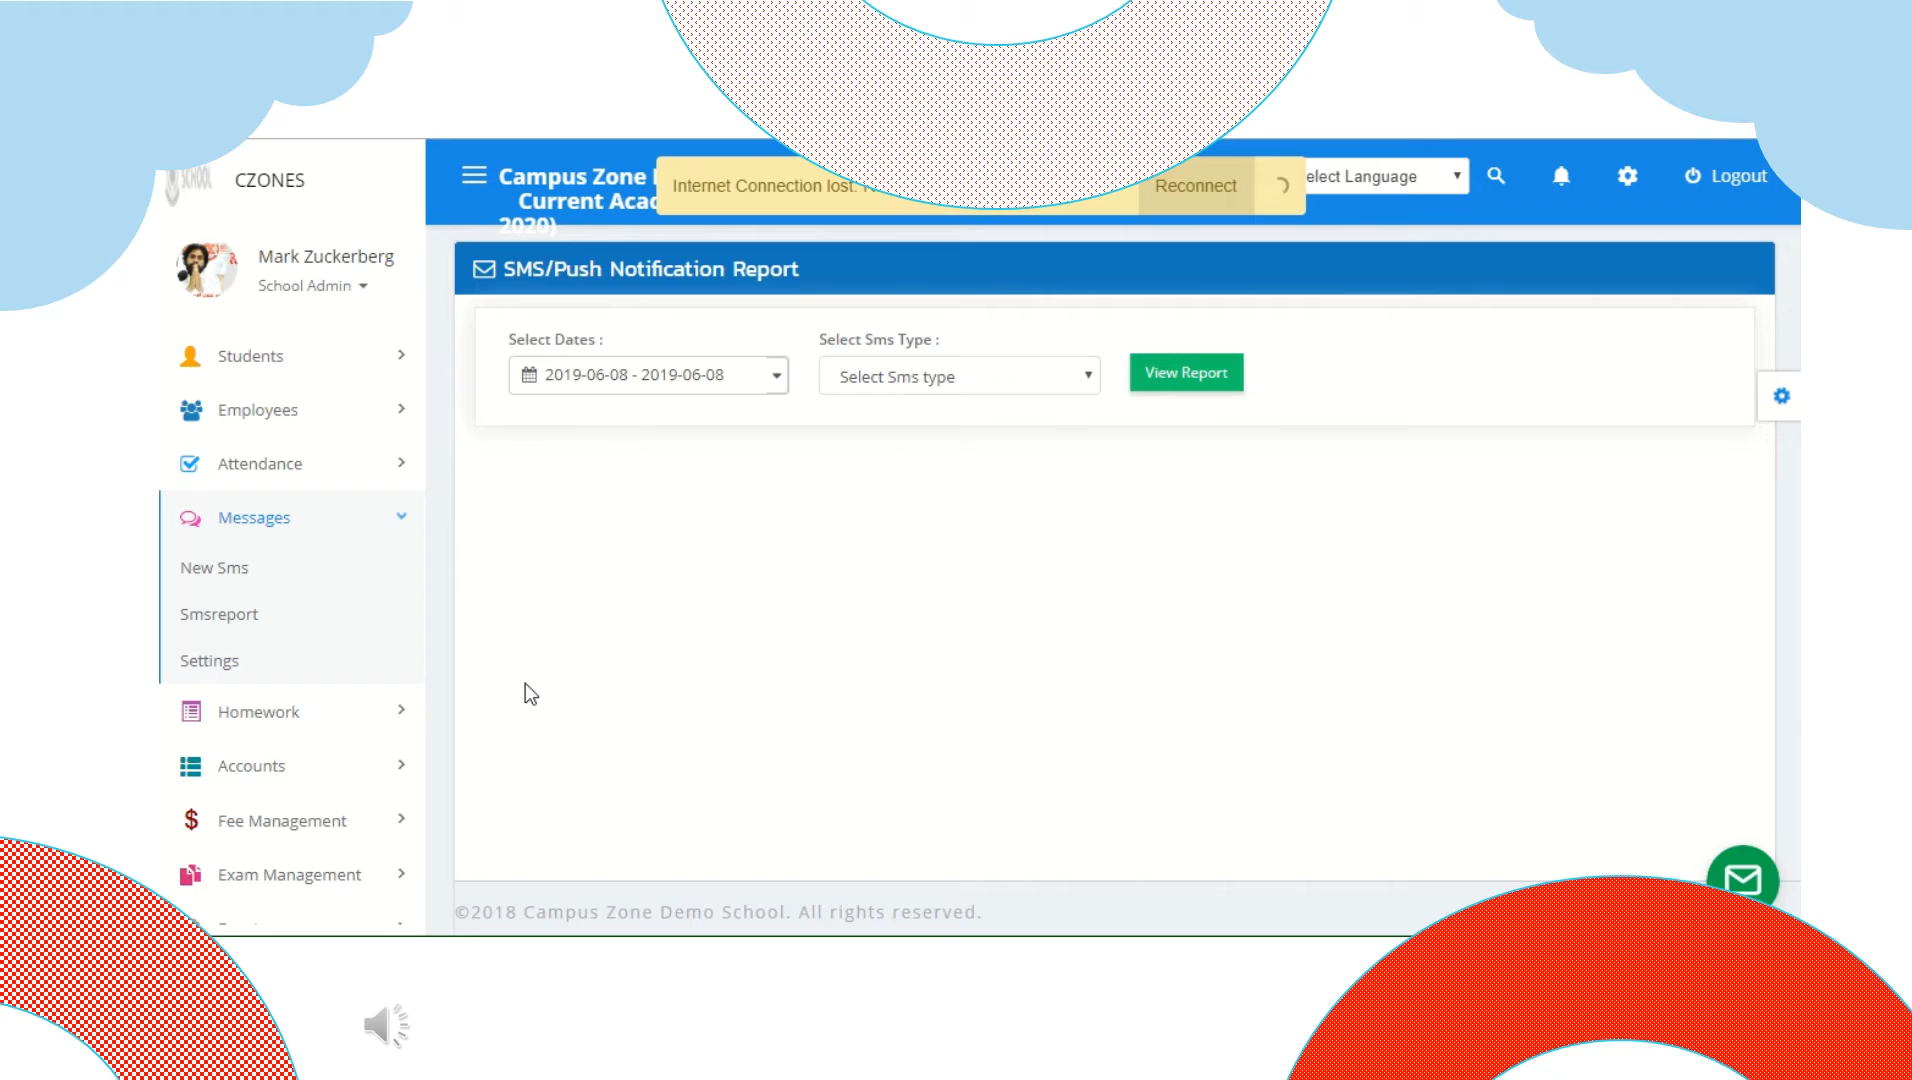 SCHOOL
CZONES
Campus Zone
Current Acad
2020)
Internet Connection lost.
Reconnect
elect Language
Logout
Mark Zuckerberg
School Admin
SMS/Push Notification Report
Select Dates :
Select Sms Type :
2019-06-08 - 2019-06-08
Select Sms type
View Report
Students
Employees
Attendance
Messages
New Sms
Smsreport
Settings
Homework
Accounts
Fee Management
Exam Management
©2018 Campus Zone Demo School. All rights reserved.